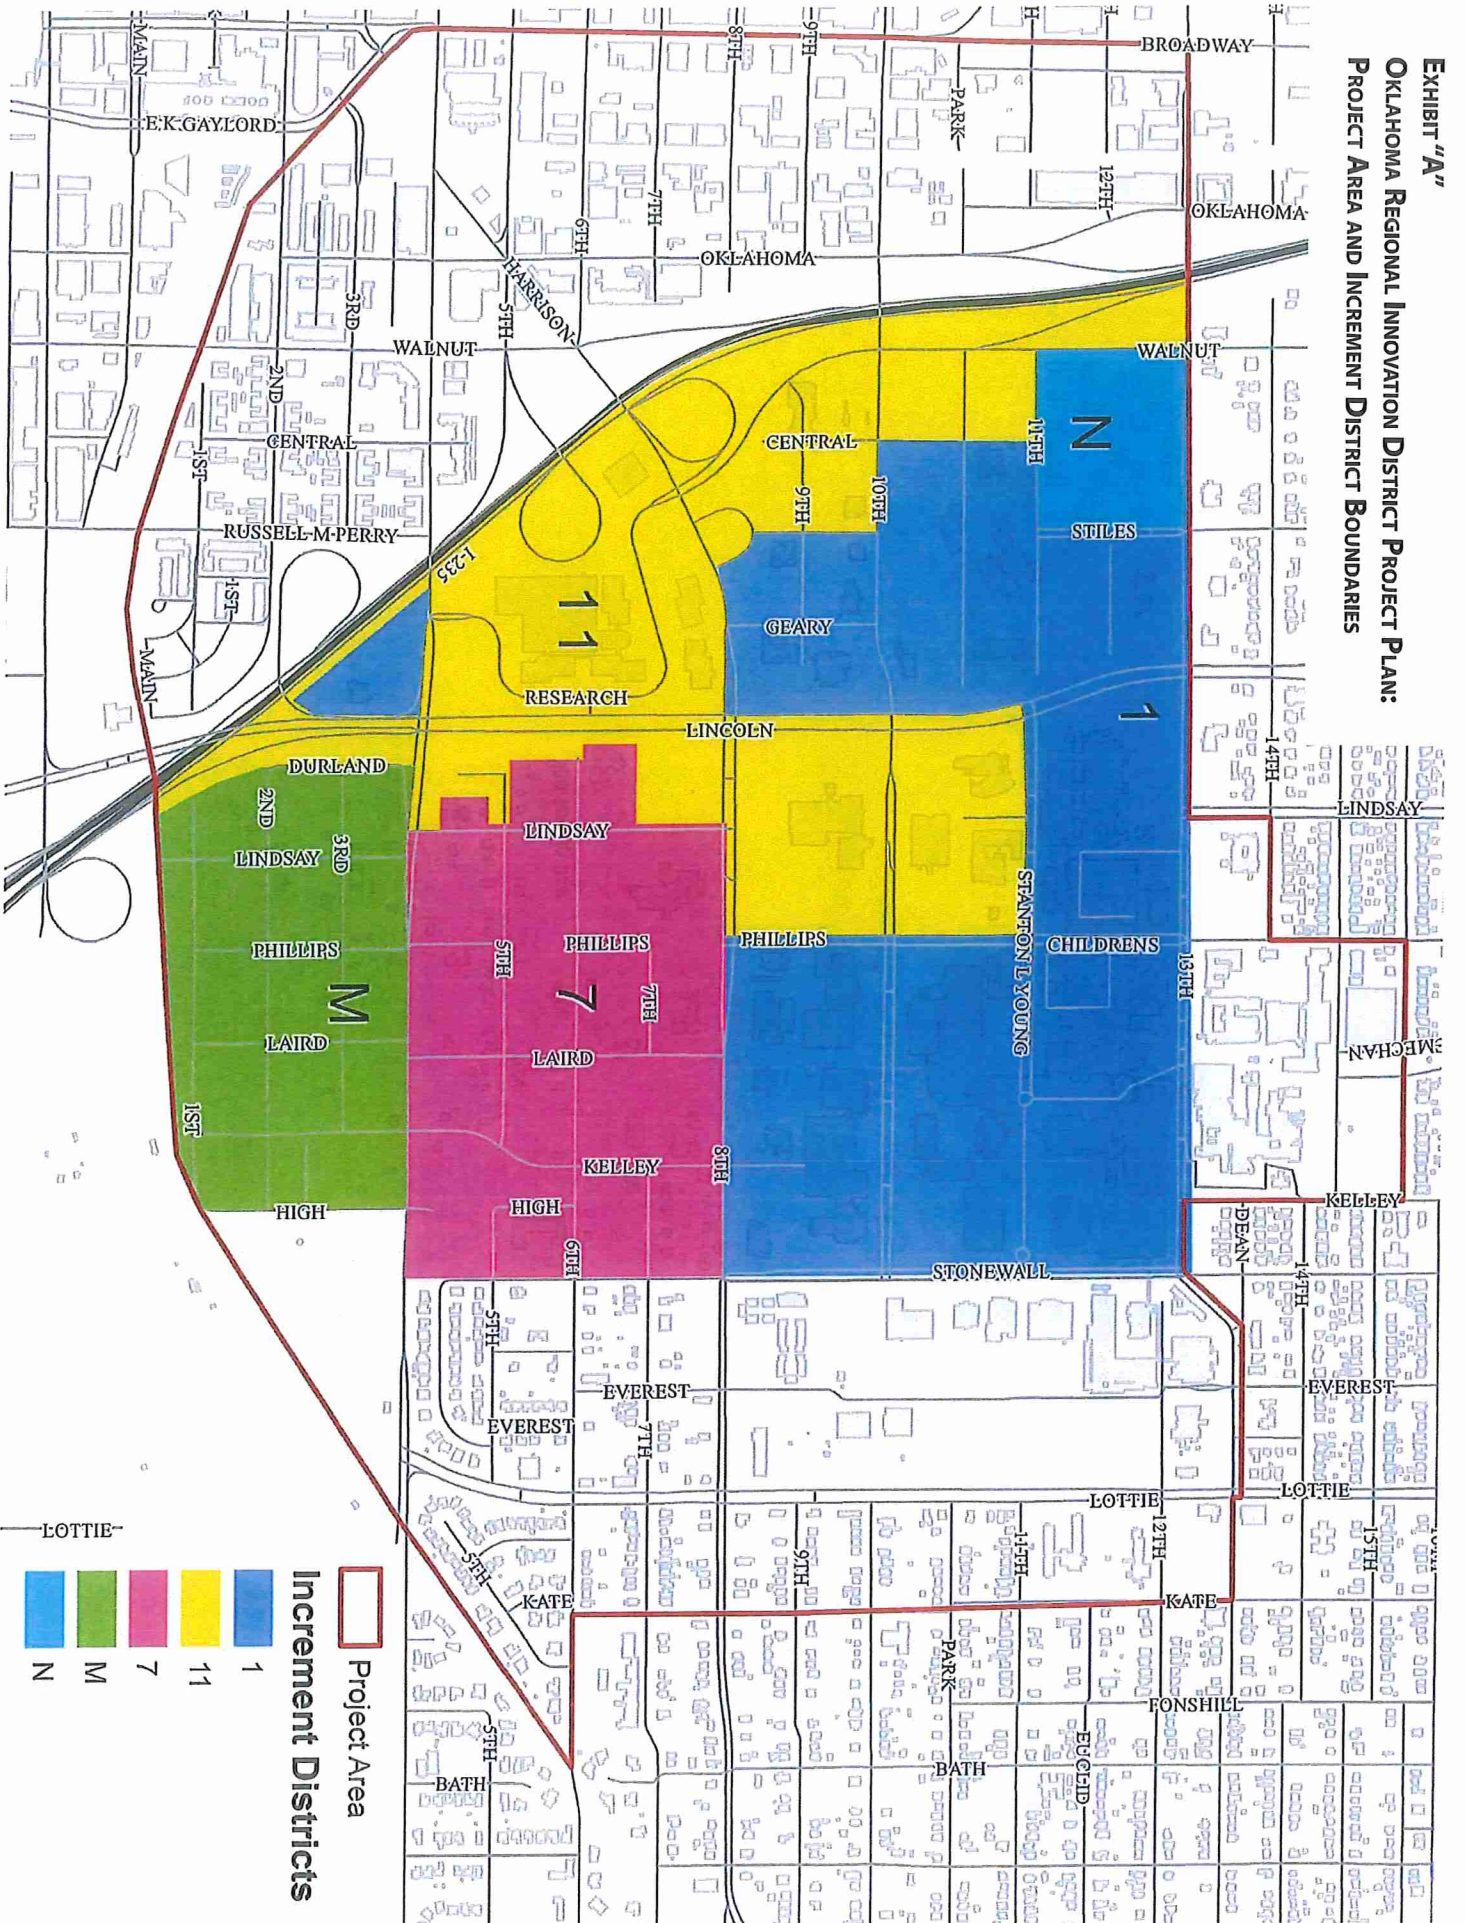 EXHIBIT "A"
OKLAHOMA REGIONAL INNOVATION DISTRICT PROJECT PLAN:
PROJECT AREA AND INCREMENT DISTRICT BOUNDARIES
BROADWAY
9TH
8TH
MAIN
E.K.GAYLORD
PARK
12TH
OKLAHOMA
7TH
6TH
OKLAHOMA
HARRISON
5TH
3RD
WALNUT
WALNUT
2ND
CENTRAL
1ST
CENTRAL
N
11TH
10TH
9TH
STILES
RUSSELL-M-PERRY
I-235
1ST
MAIN
11
GEARY
RESEARCH
LINCOLN
1
14TH
LINDSAY
DURLAND
2ND
3RD
LINDSAY
LINDSAY
STANTON L YOUNG
PHILLIPS
PHILLIPS
PHILLIPS
CHILDRENS
13TH
5TH
7TH
7
M
LAIRD
LAIRD
MECHAN
1ST
KELLEY
8TH
KELLEY
HIGH
HIGH
6TH
STONEWALL
DEAN
14TH
5TH
EVEREST
EVEREST
EVEREST
7TH
LOTTIE
LOTTIE
LOTTIE
5TH
9TH
11TH
12TH
15TH
KATE
KATE
PARK
FONSHILL
5TH
BATH
BATH
EUCLID
Project Area
Increment Districts
1
11
7
M
N